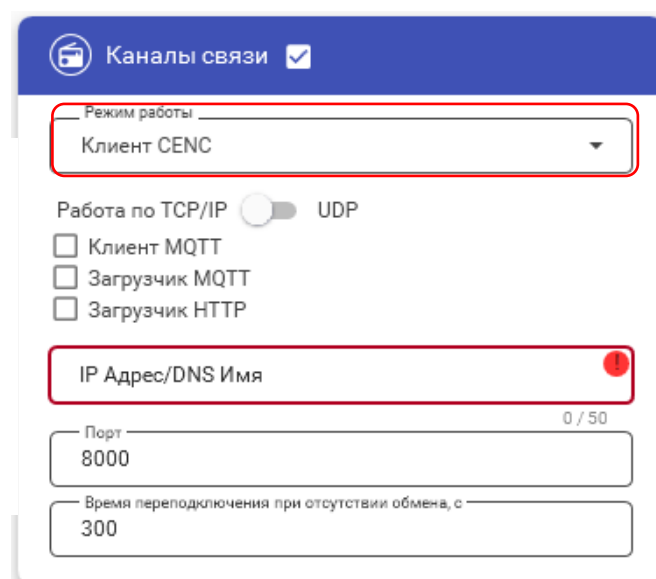 Каналы связи
Режим работы
Клиент CENC
Работа по TCP/IP UDP
Клиент MQTT
Загрузчик MQTT
Загрузчик HTTP
IP Адрес/DNS Имя
!
0 / 50
Порт
8000
Время переподключения при отсутствии обмена, с
300